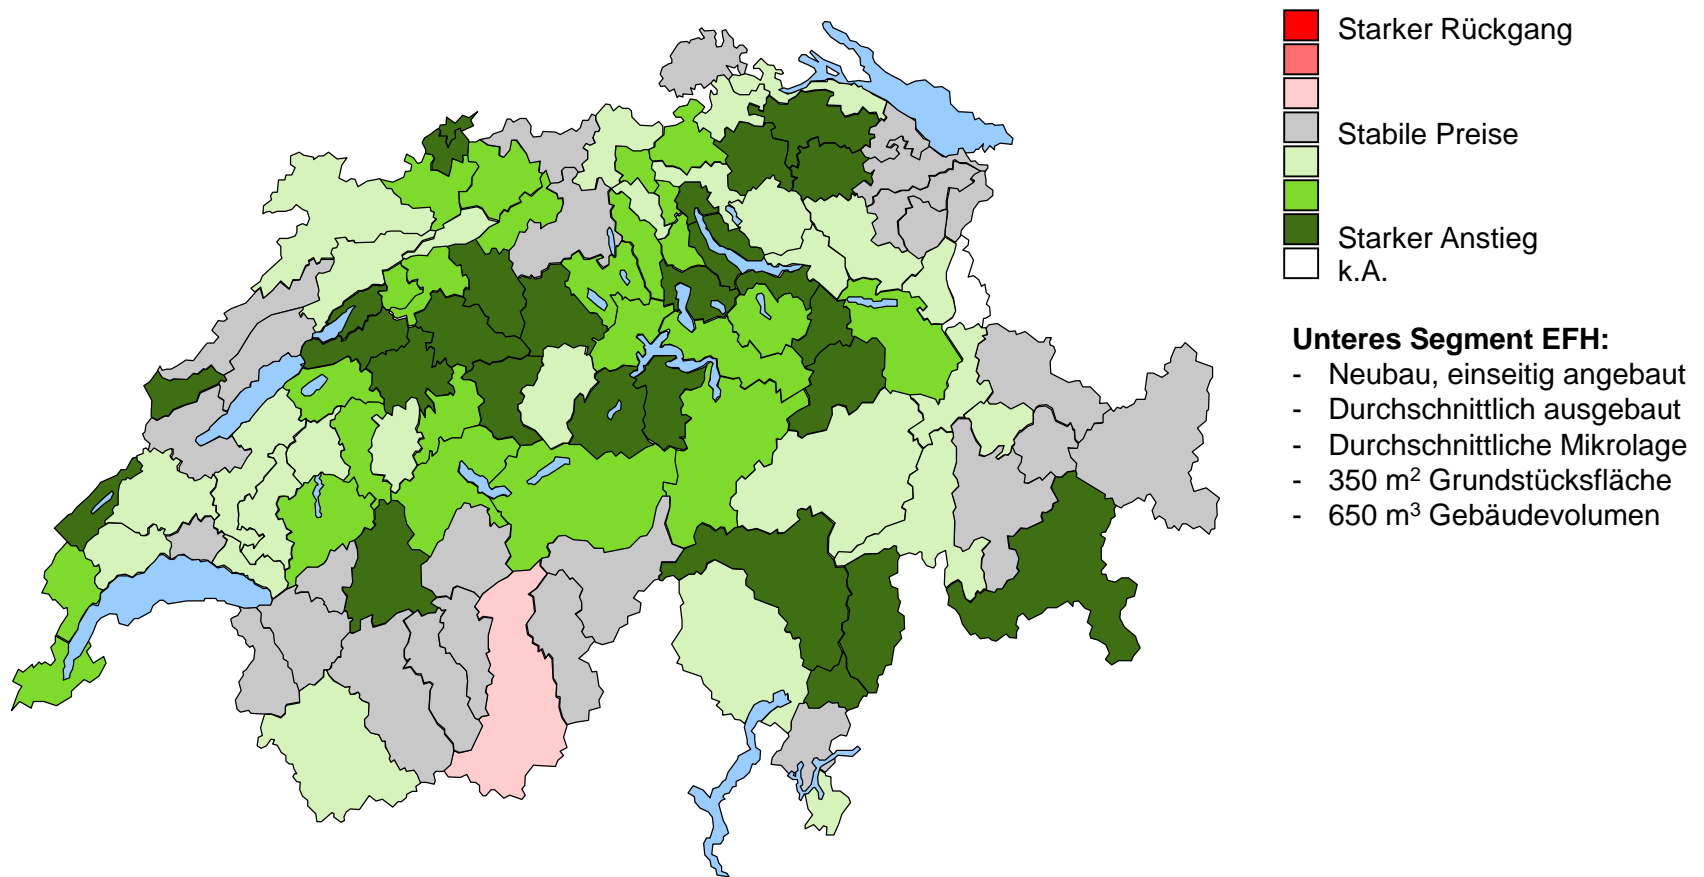 Starker Rückgang
Stabile Preise
Starker Anstieg
k.A.
Unteres Segment EFH:
- Neubau, einseitig angebaut
- Durchschnittlich ausgebaut
- Durchschnittliche Mikrolage
- 350 m² Grundstücksfläche
- 650 m³ Gebäudevolumen